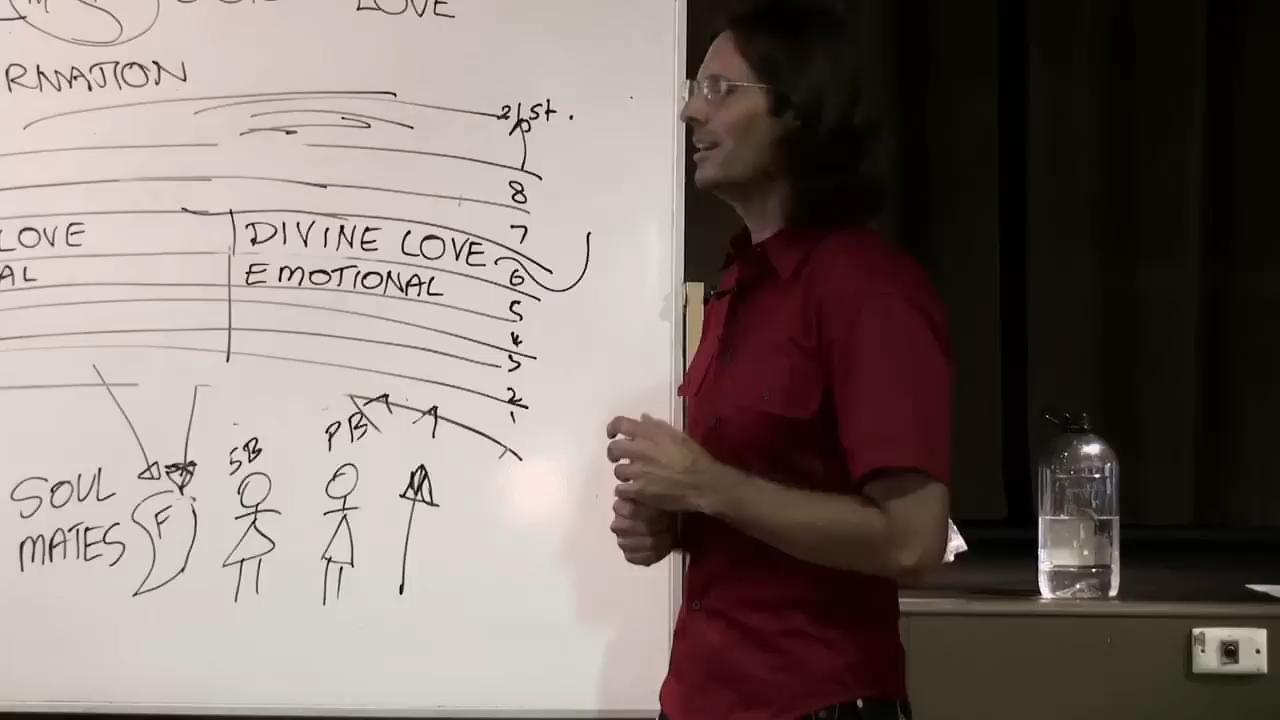 LOVE
RMATION
21st.
8
LOVE DIVINE LOVE 7
AL EMOTIONAL 6
5
4
3
2
1
SB PB
SOUL
MATES F